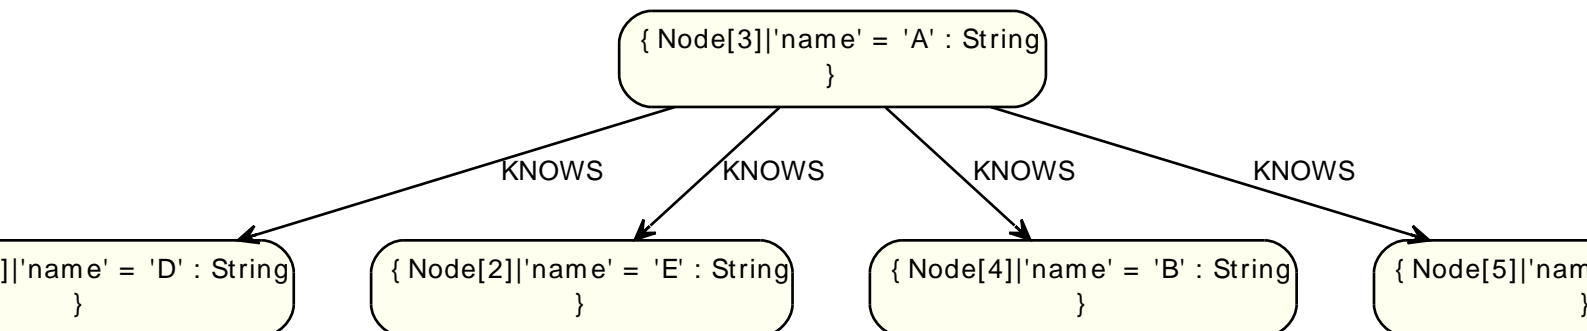 { Node[3]|'name' = 'A' : String
}
KNOWS KNOWS KNOWS KNOWS
]|'name' = 'D' : String
}
{ Node[2]|'name' = 'E' : String
}
{ Node[4]|'name' = 'B' : String
}
{ Node[5]|'nam
}